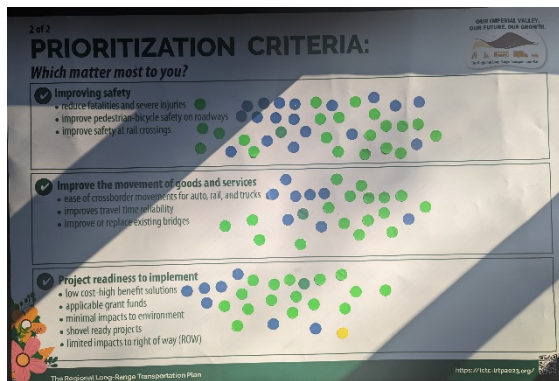 2 of 2
PRIORITIZATION CRITERIA:
OUR IMPERIAL VALLEY.
OUR FUTURE. OUR GROWTH.
Which matter most to you?
Improving safety
• reduce fatalities and severe injuries
• improve pedestrian-bicycle safety on roadways
• improve safety at rail crossings
Improve the movement of goods and services
• ease of crossborder movements for auto, rail, and trucks
• improves travel time reliability
• improve or replace existing bridges
Project readiness to implement
• low cost-high benefit solutions
• applicable grant funds
• minimal impacts to environment
• shovel ready projects
• limited impacts to right of way (ROW)
The Regional Long-Range Transportation Plan
https://ictc-lrtp2023.org/